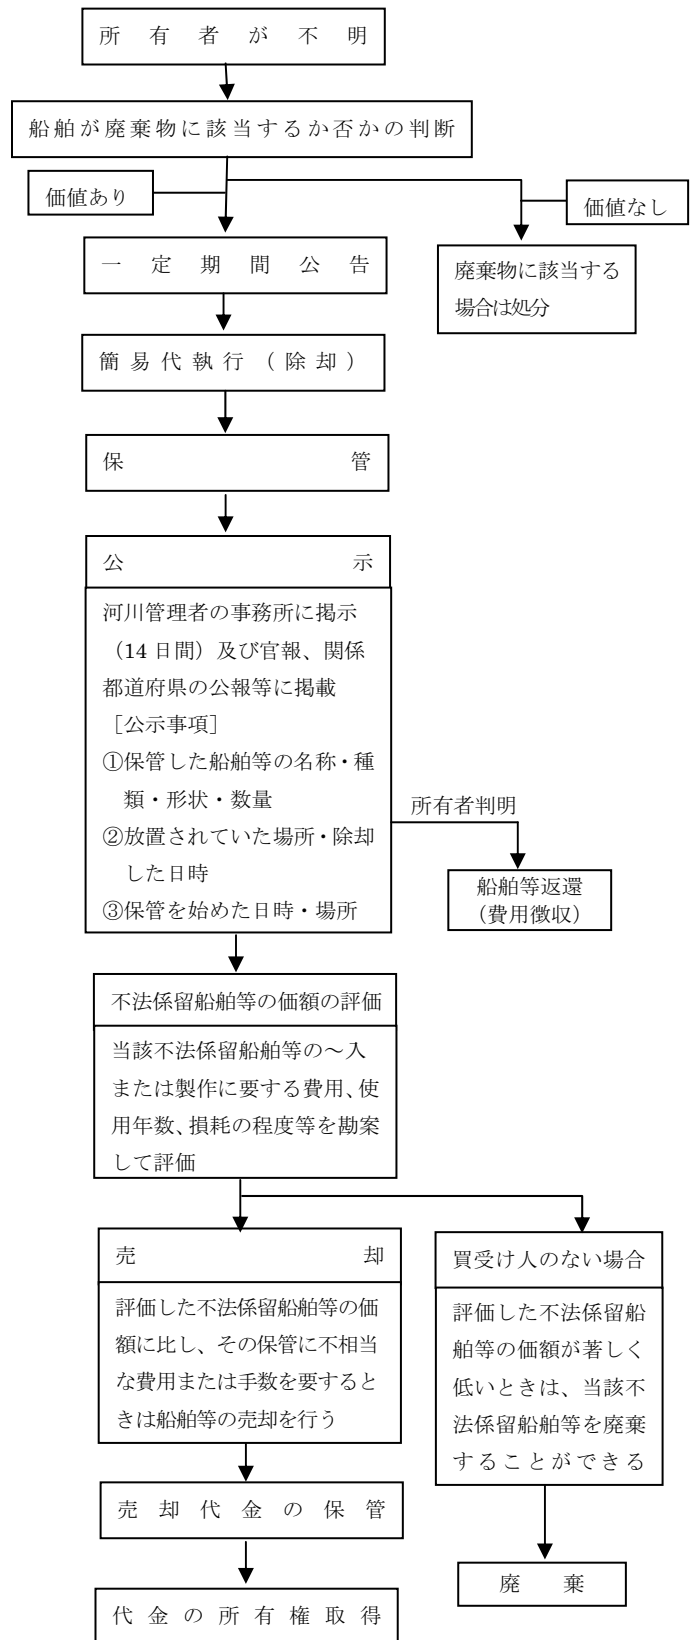 所有者が不明
船舶が廃棄物に該当するか否かの判断
価値あり
価値なし
一定期間公告
廃棄物に該当する
場合は処分
簡易代執行(除却)
保管
公示
河川管理者の事務所に掲示
(14日間)及び官報、関係
都道府県の公報等に掲載
[公示事項]
①保管した船舶等の名称・種
類・形状・数量
②放置されていた場所・除却
した日時
③保管を始めた日時・場所
所有者判明
船舶等返還
(費用徴収)
不法係留船舶等の価額の評価
当該不法係留船舶等の~入
または製作に要する費用、使
用年数、損耗の程度等を勘案
して評価
売却
評価した不法係留船舶等の価
額に比し、その保管に不相当
な費用または手数を要すると
きは船舶等の売却を行う
買受け人のない場合
評価した不法係留船
舶等の価額が著しく
低いときは、当該不
法係留船舶等を廃棄
することができる
売却代金の保管
廃棄
代金の所有権取得